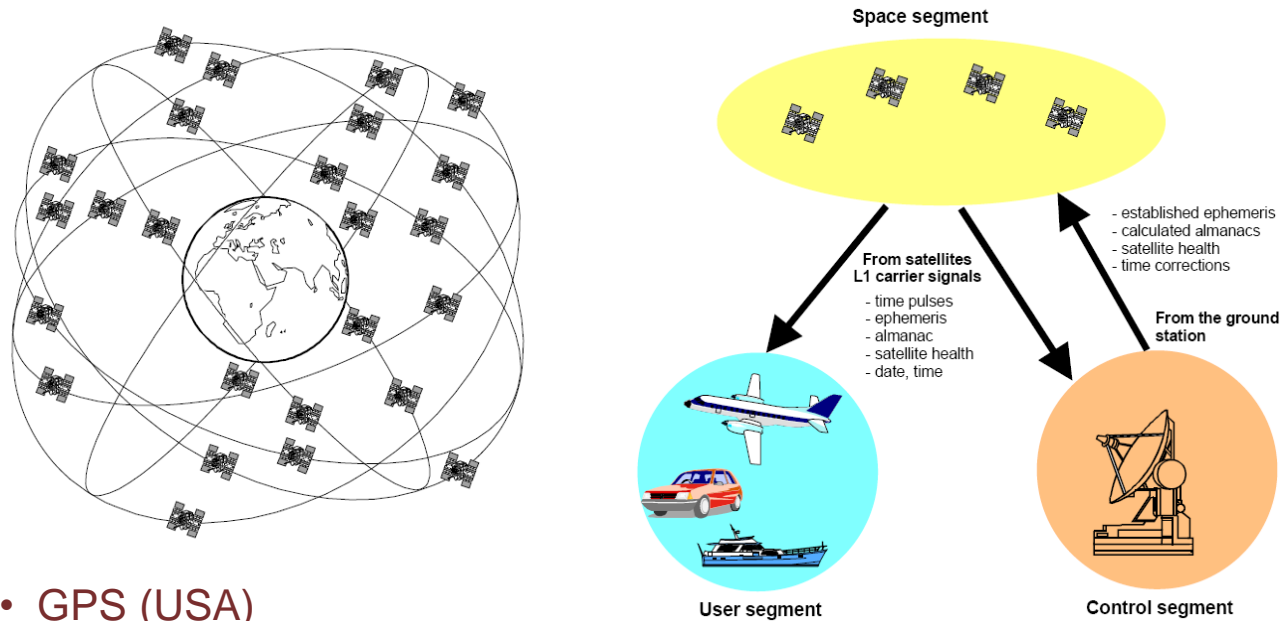 Space segment
- established ephemeris
- calculated almanacs
- satellite health
- time corrections
From satellites
L1 carrier signals
- time pulses
- ephemeris
- almanac
- satellite health
- date, time
From the ground
station
• GPS (USA)
User segment
Control segment